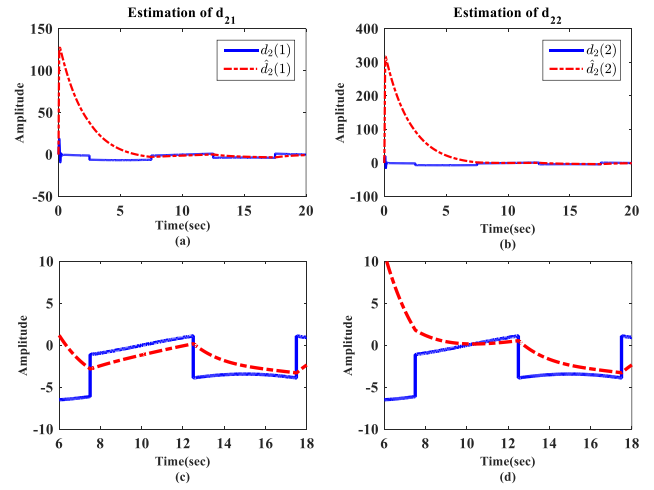 Estimation of d21
Amplitude
150
100
50
0
-50
d₂(1)
d̂₂(1)
0 5 10 15 20
Time(sec)
(a)
Estimation of d22
Amplitude
400
300
200
100
0
-100
d₂(2)
d̂₂(2)
0 5 10 15 20
Time(sec)
(b)
Amplitude
10
5
0
-5
-10
6 8 10 12 14 16 18
Time(sec)
(c)
Amplitude
10
5
0
-5
-10
6 8 10 12 14 16 18
Time(sec)
(d)